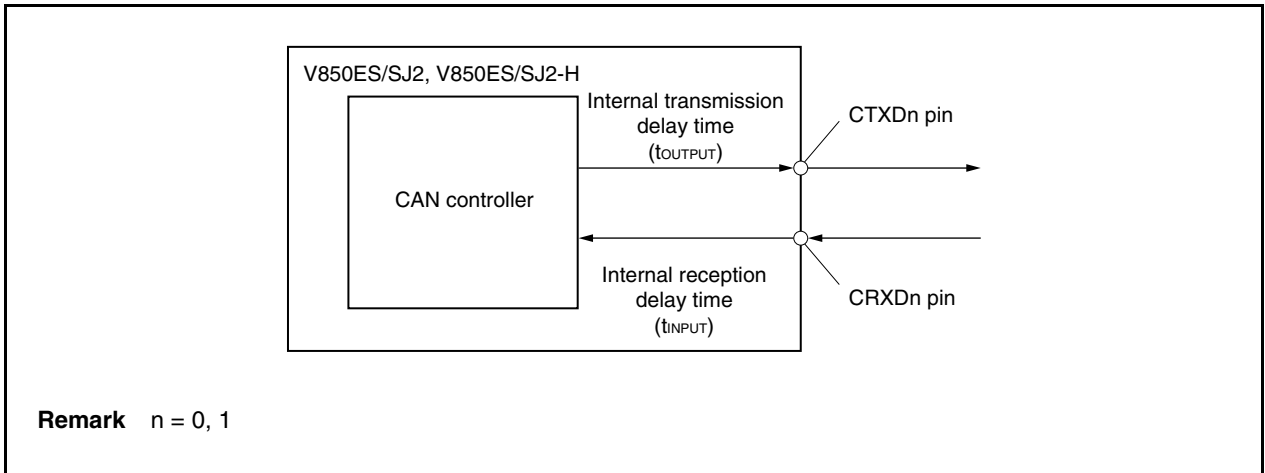 V850ES/SJ2, V850ES/SJ2-H
CAN controller
Internal transmission
delay time
(tOUTPUT)
CTXDn pin
Internal reception
delay time
(tINPUT)
CRXDn pin
Remark n = 0, 1